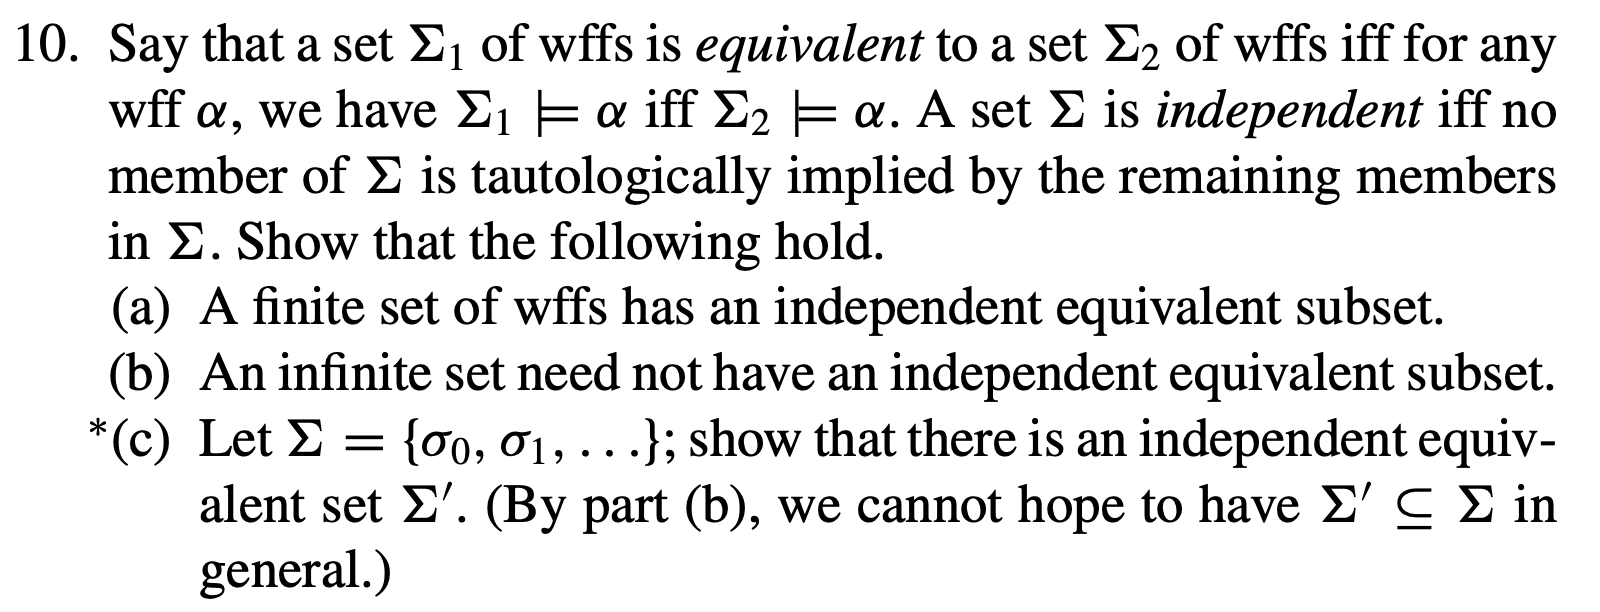 10. Say that a set Σ₁ of wffs is equivalent to a set Σ₂ of wffs iff for any
wff α, we have Σ₁ ⊨ α iff Σ₂ ⊨ α. A set Σ is independent iff no
member of Σ is tautologically implied by the remaining members
in Σ. Show that the following hold.
(a) A finite set of wffs has an independent equivalent subset.
(b) An infinite set need not have an independent equivalent subset.
*(c) Let Σ = {σ₀, σ₁, . . .}; show that there is an independent equiv-
alent set Σ′. (By part (b), we cannot hope to have Σ′ ⊆ Σ in
general.)